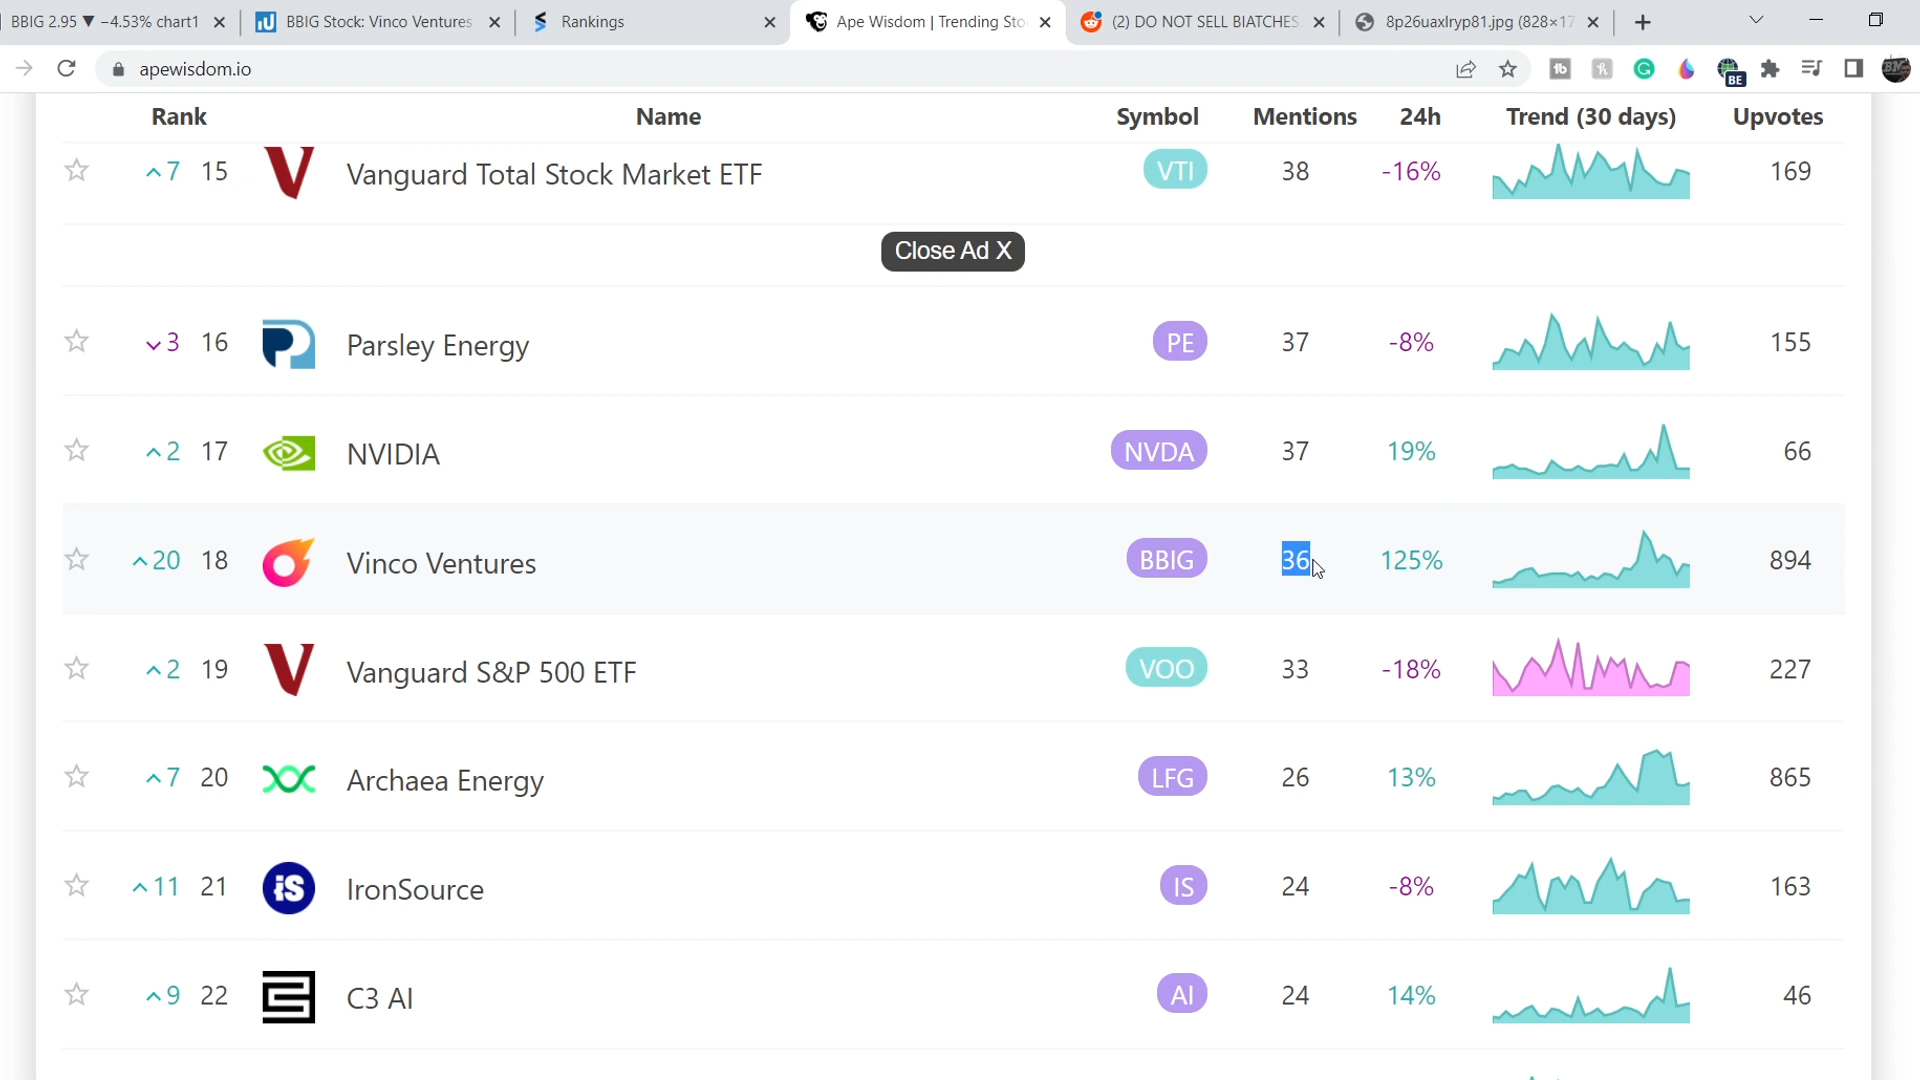 BBIG 2.95 ▼ −4.53% chart1
BBIG Stock: Vinco Ventures
Rankings
Ape Wisdom | Trending Sto
(2) DO NOT SELL BIATCHES
8p26uaxlryp81.jpg (828×17
apewisdom.io
BE
Rank Name Symbol Mentions 24h Trend (30 days) Upvotes
7 15 Vanguard Total Stock Market ETF VTI 38 -16% 169
Close Ad X
3 16 Parsley Energy PE 37 -8% 155
2 17 NVIDIA NVDA 37 19% 66
20 18 Vinco Ventures BBIG 36 125% 894
2 19 Vanguard S&P 500 ETF VOO 33 -18% 227
7 20 Archaea Energy LFG 26 13% 865
11 21 iS IronSource IS 24 -8% 163
9 22 C3 AI AI 24 14% 46